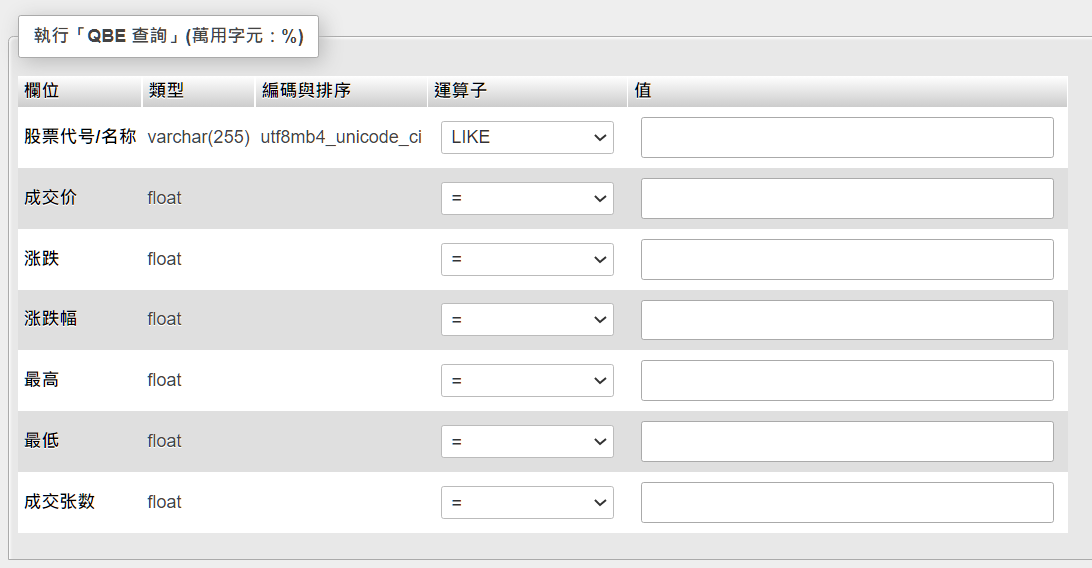 執行「QBE 查詢」(萬用字元：%)
欄位 類型 編碼與排序 運算子 值
股票代号/名称 varchar(255) utf8mb4_unicode_ci LIKE
成交价 float =
涨跌 float =
涨跌幅 float =
最高 float =
最低 float =
成交张数 float =